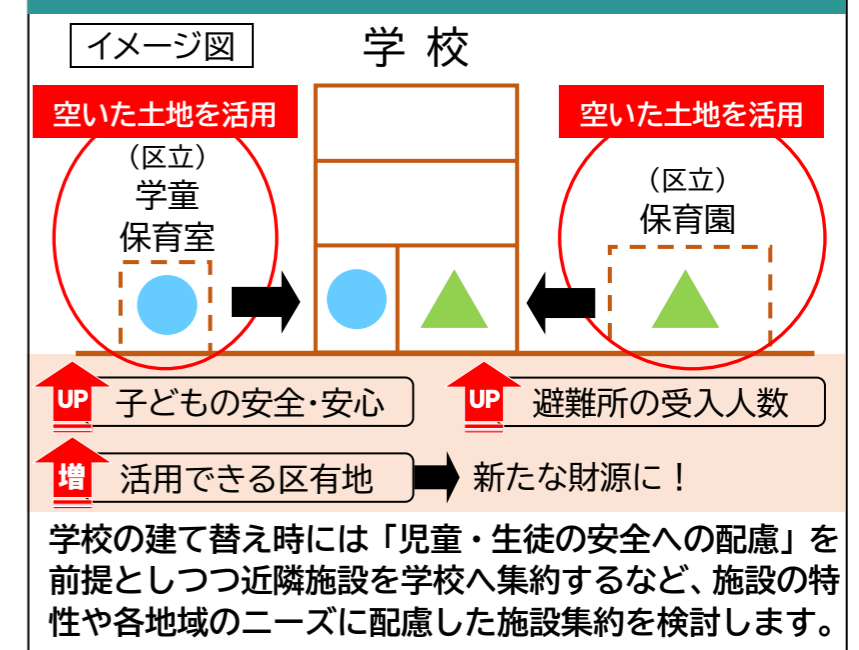 イメージ図
学校
空いた土地を活用
(区立)
学童
保育室
空いた土地を活用
(区立)
保育園
UP 子どもの安全・安心
UP 避難所の受入人数
増 活用できる区有地 新たな財源に！
学校の建て替え時には「児童・生徒の安全への配慮」を
前提としつつ近隣施設を学校へ集約するなど、施設の特
性や各地域のニーズに配慮した施設集約を検討します。